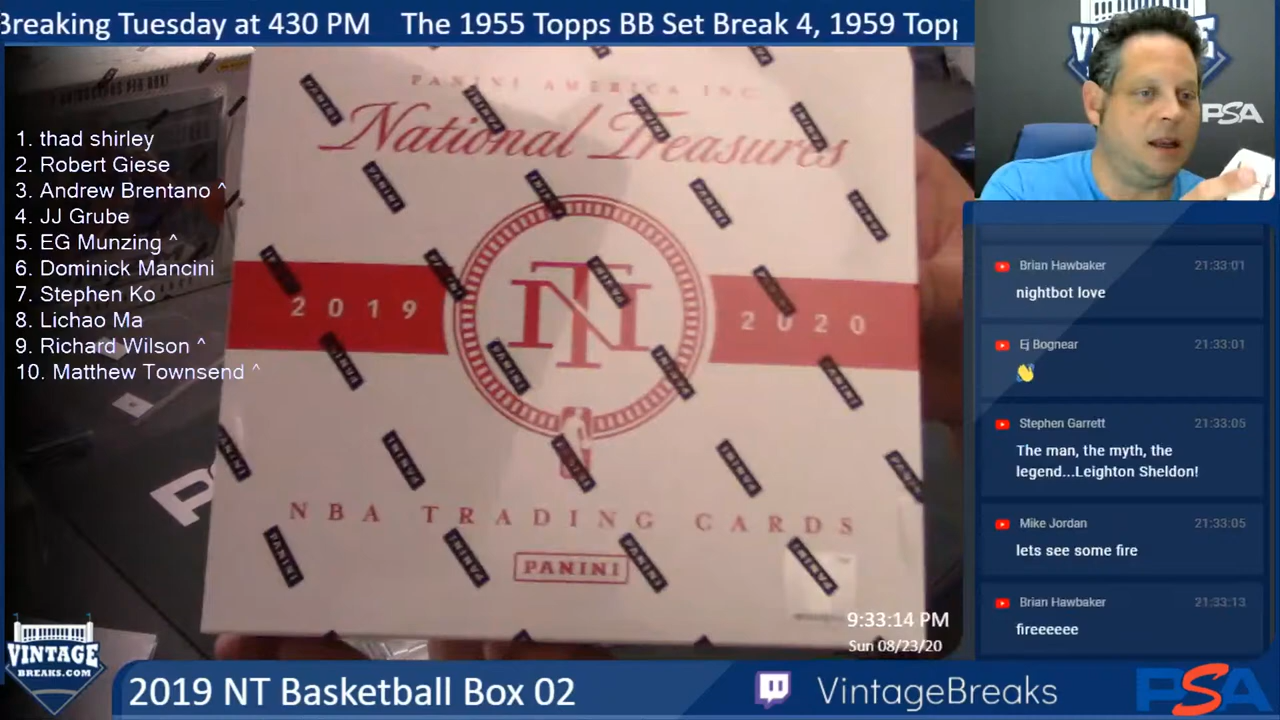 Breaking Tuesday at 430 PM The 1955 Topps BB Set Break 4, 1959 Topp
VINTAGE
BREAKS
PSA
PANINI AMERICA INC.
National Treasures
1. thad shirley
2. Robert Giese
3. Andrew Brentano ^
4. JJ Grube
5. EG Munzing ^
6. Dominick Mancini
7. Stephen Ko
8. Lichao Ma
9. Richard Wilson ^
10. Matthew Townsend ^
2019
NT
2020
NBA TRADING CARDS
PANINI
PANINI
Brian Hawbaker 21:33:01
nightbot love
Ej Bognear 21:33:01
👋
Stephen Garrett 21:33:05
The man, the myth, the
legend...Leighton Sheldon!
Mike Jordan 21:33:05
lets see some fire
Brian Hawbaker 21:33:13
fireeeeee
9:33:14 PM
Sun 08/23/20
VINTAGE
BREAKS.COM
2019 NT Basketball Box 02
VintageBreaks
PSA